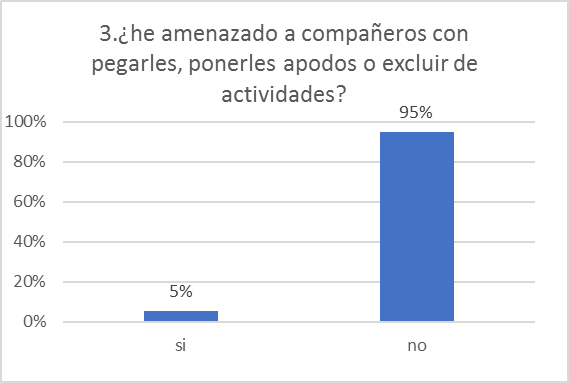 3.¿he amenazado a compañeros con
pegarles, ponerles apodos o excluir de
actividades?
100%
95%
80%
60%
40%
20%
5%
0%
si
no